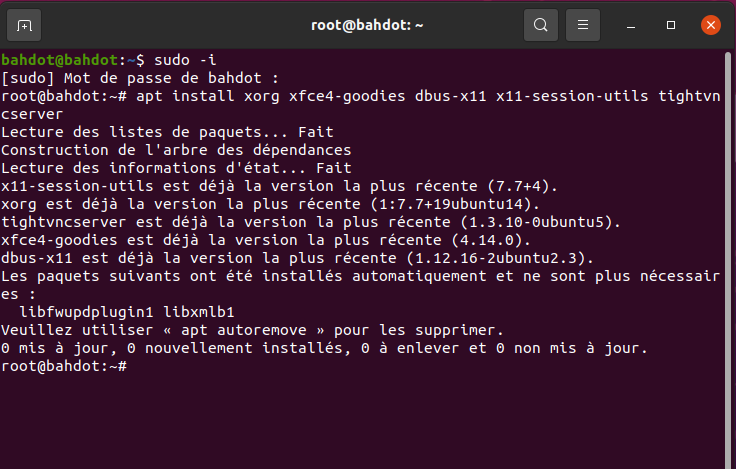 root@bahdot: ~
bahdot@bahdot:~$ sudo -i
[sudo] Mot de passe de bahdot :
root@bahdot:~# apt install xorg xfce4-goodies dbus-x11 x11-session-utils tightvn
cserver
Lecture des listes de paquets... Fait
Construction de l'arbre des dépendances
Lecture des informations d'état... Fait
x11-session-utils est déjà la version la plus récente (7.7+4).
xorg est déjà la version la plus récente (1:7.7+19ubuntu14).
tightvncserver est déjà la version la plus récente (1.3.10-0ubuntu5).
xfce4-goodies est déjà la version la plus récente (4.14.0).
dbus-x11 est déjà la version la plus récente (1.12.16-2ubuntu2.3).
Les paquets suivants ont été installés automatiquement et ne sont plus nécessair
es :
  libfwupdplugin1 libxmlb1
Veuillez utiliser « apt autoremove » pour les supprimer.
0 mis à jour, 0 nouvellement installés, 0 à enlever et 0 non mis à jour.
root@bahdot:~#